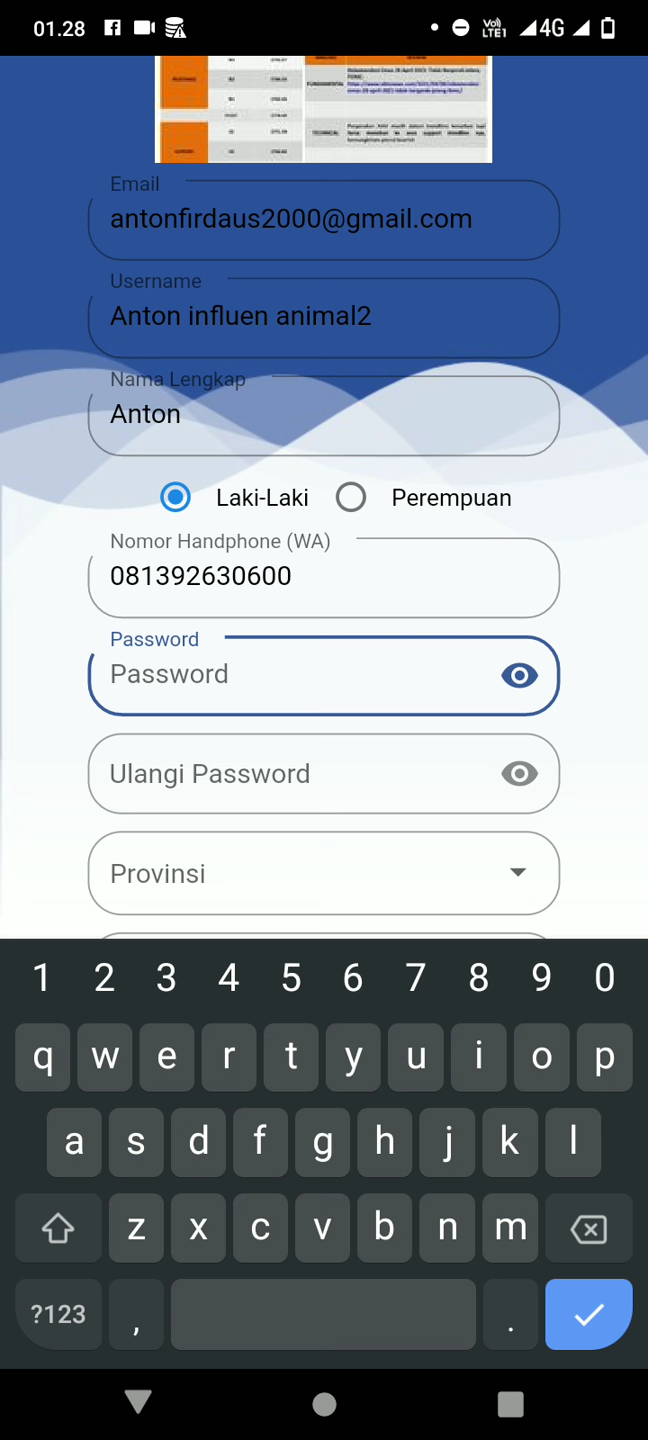 01.28
4G
TECHNICAL
Email
antonfirdaus2000@gmail.com
Username
Anton influen animal2
Nama Lengkap
Anton
Laki-Laki Perempuan
Nomor Handphone (WA)
081392630600
Password
Password
Ulangi Password
Provinsi
1 2 3 4 5 6 7 8 9 0
q w e r t y u i o p
a s d f g h j k l
z x c v b n m
?123 , .